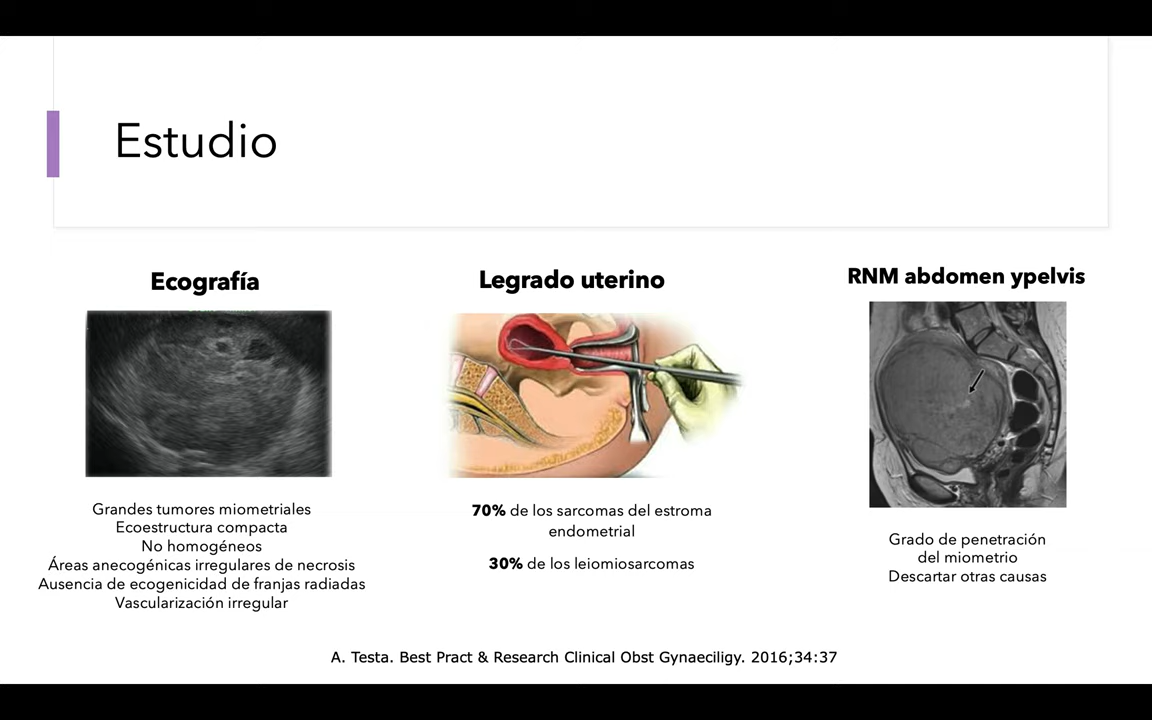 Estudio
Ecografía
Grandes tumores miometriales
Ecoestructura compacta
No homogéneos
Áreas anecogénicas irregulares de necrosis
Ausencia de ecogenicidad de franjas radiadas
Vascularización irregular
Legrado uterino
70% de los sarcomas del estroma
endometrial
30% de los leiomiosarcomas
RNM abdomen ypelvis
Grado de penetración
del miometrio
Descartar otras causas
A. Testa. Best Pract & Research Clinical Obst Gynaeciligy. 2016;34:37